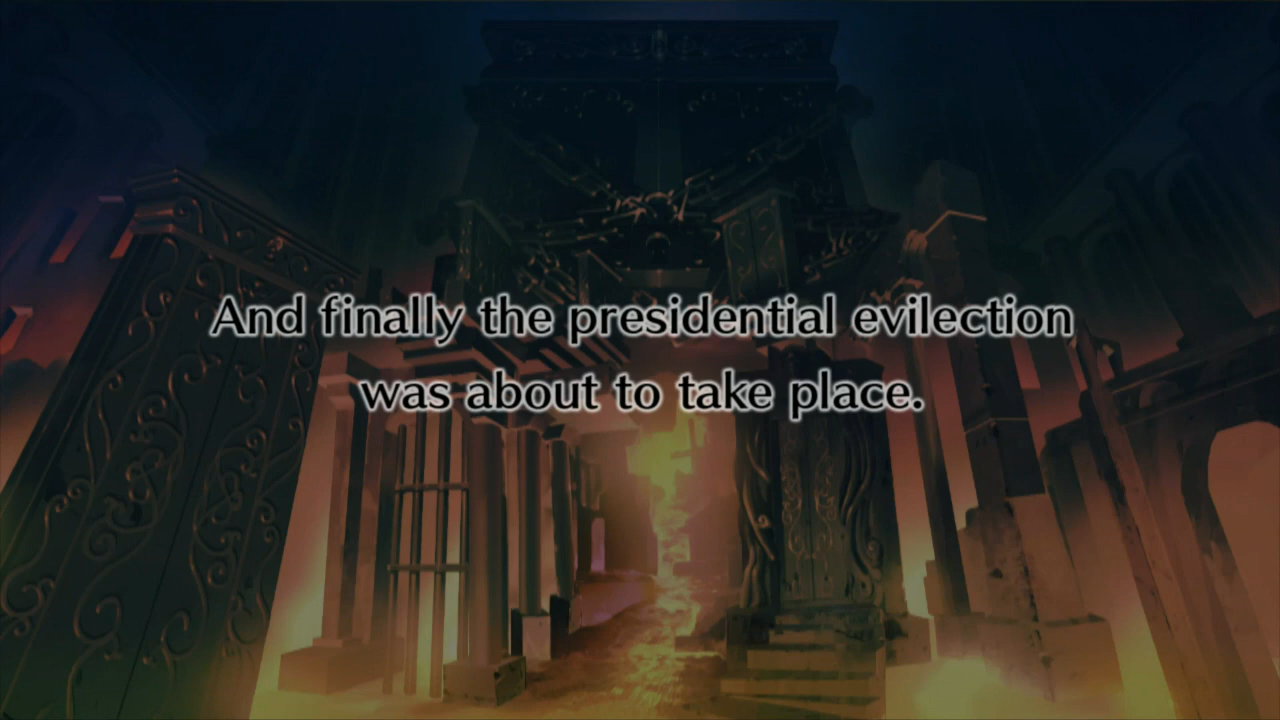 And finally the presidential evilection
was about to take place.